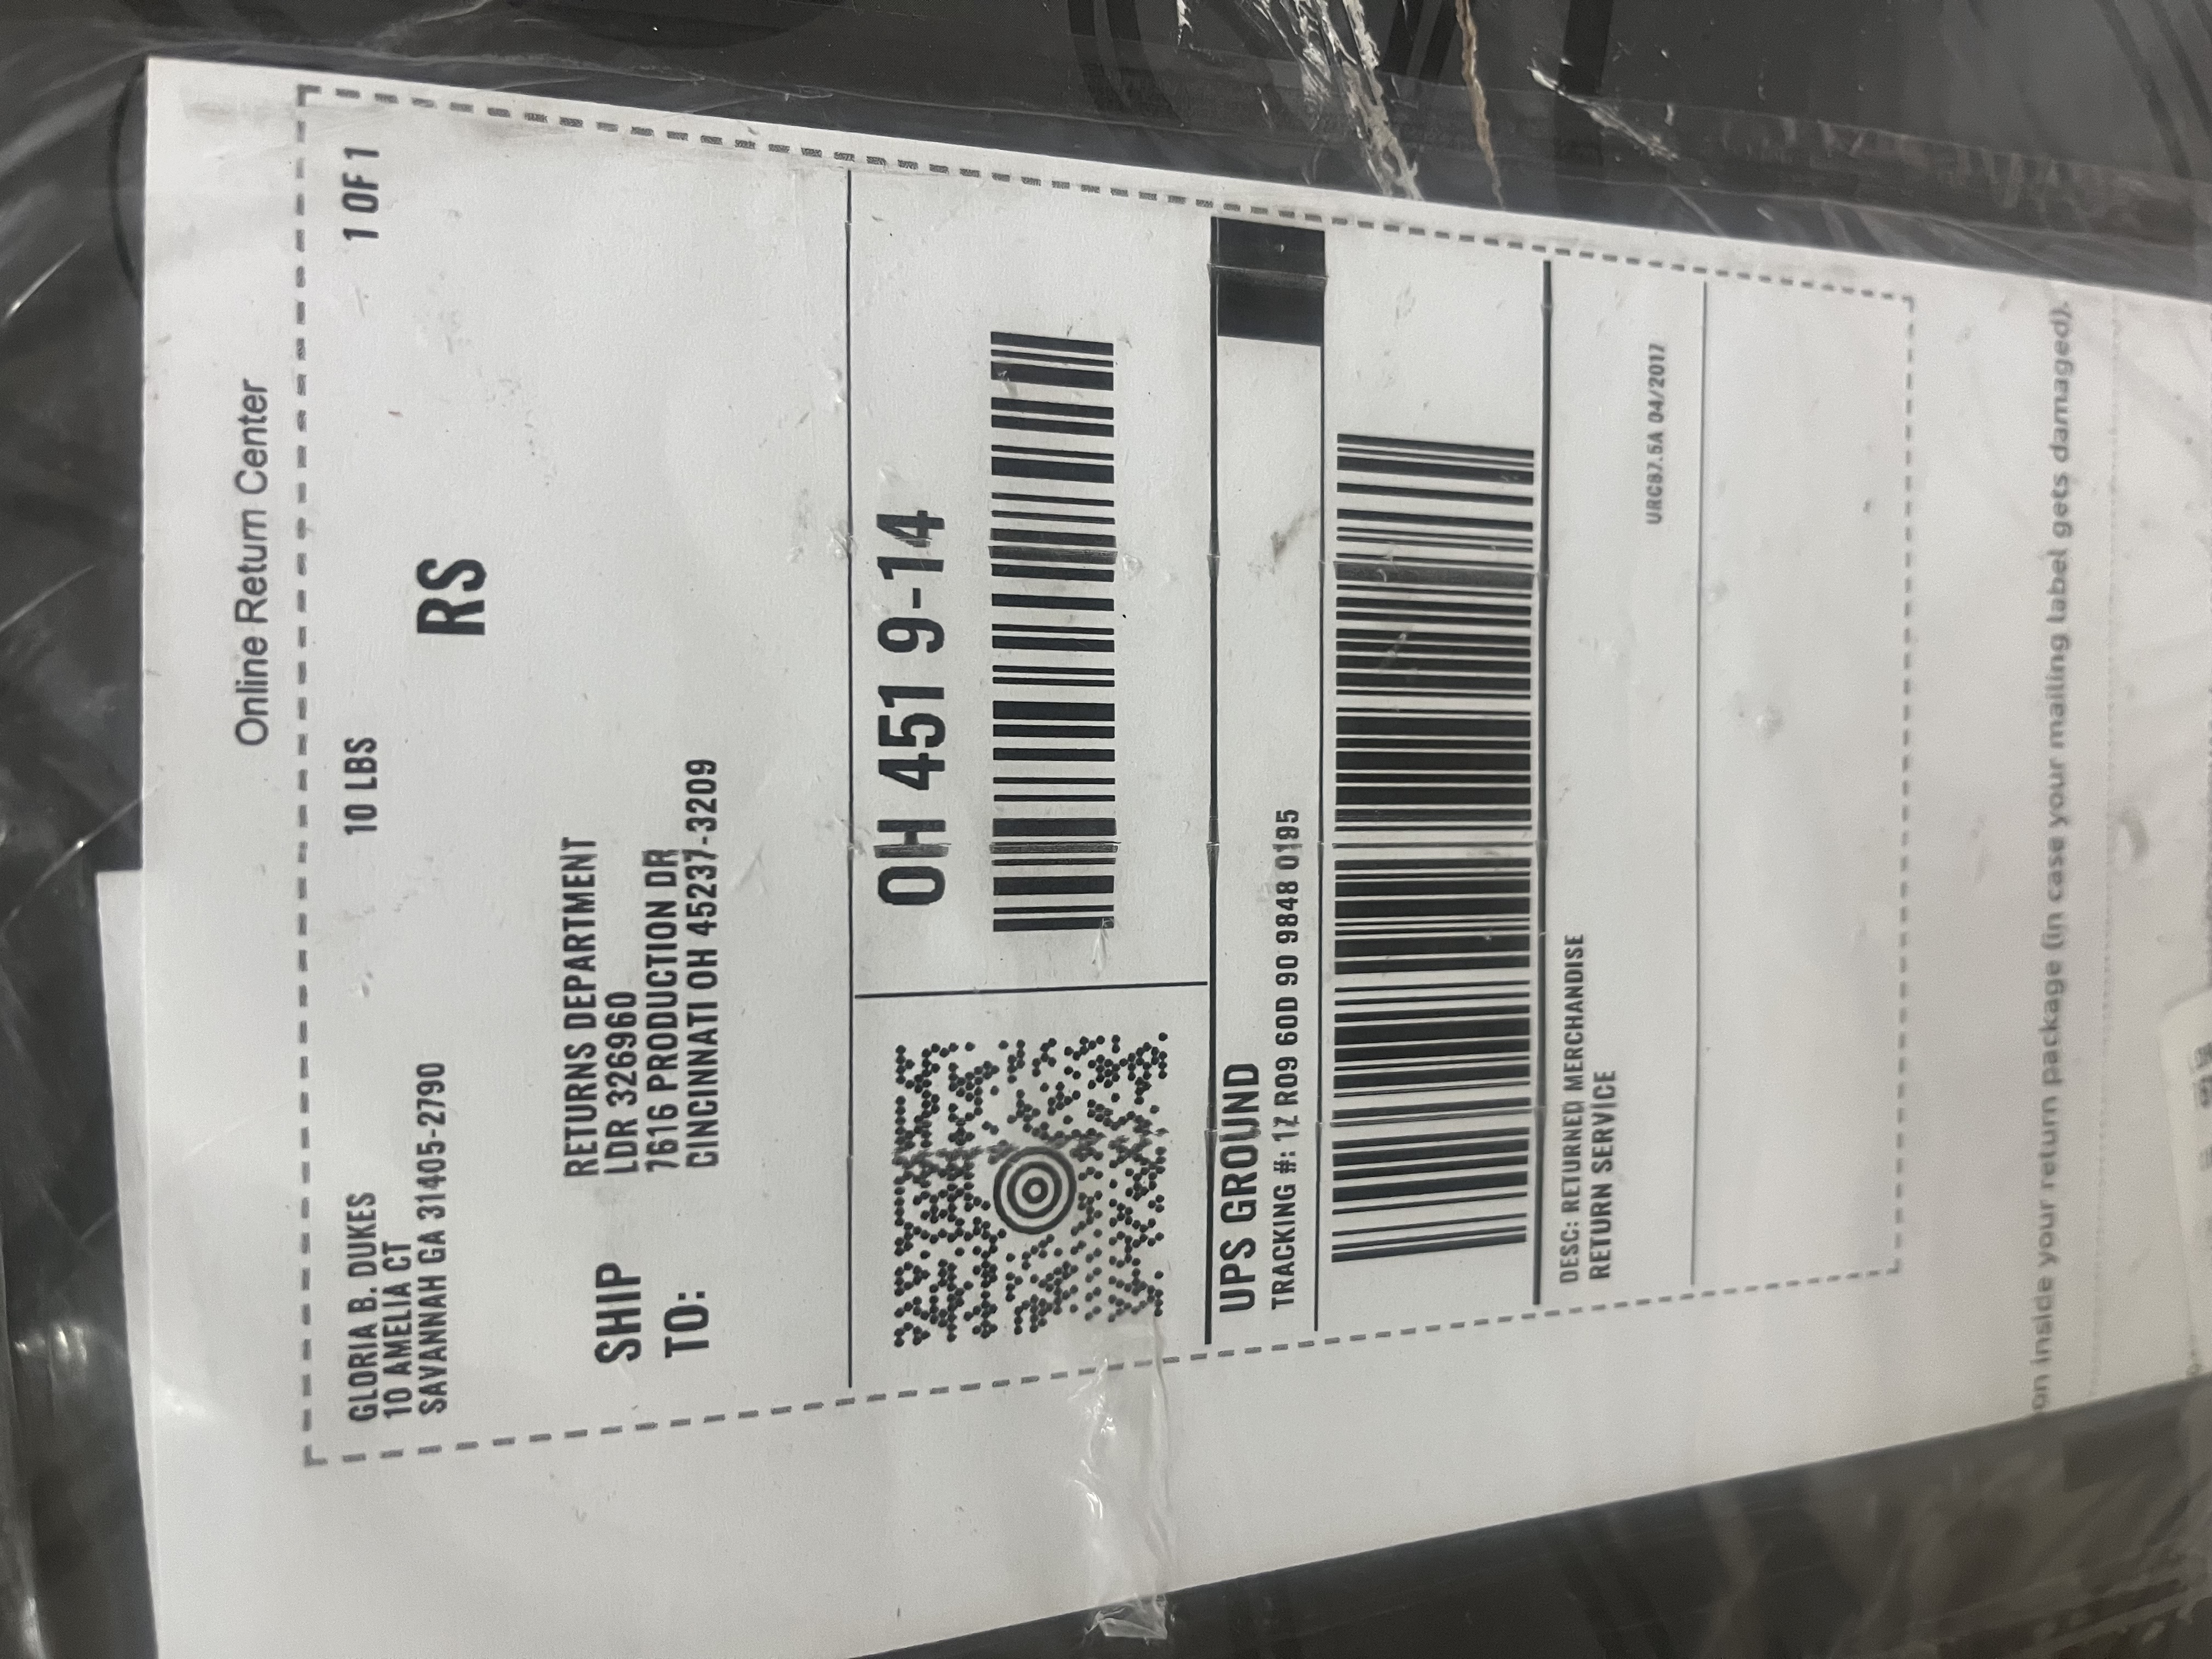 Online Return Center
GLORIA B. DUKES
10 AMELIA CT
SAVANNAH GA 31405-2790
10 LBS
1 OF 1
RS
SHIP
TO:
RETURNS DEPARTMENT
LDR 326960
7616 PRODUCTION DR
CINCINNATI OH 45237-3209
OH 451 9-14
UPS GROUND
TRACKING #: 1Z R09 60D 90 9848 0195
DESC: RETURNED MERCHANDISE
RETURN SERVICE
URC37.5A 04/2017
on inside your return package (in case your mailing label gets damaged).